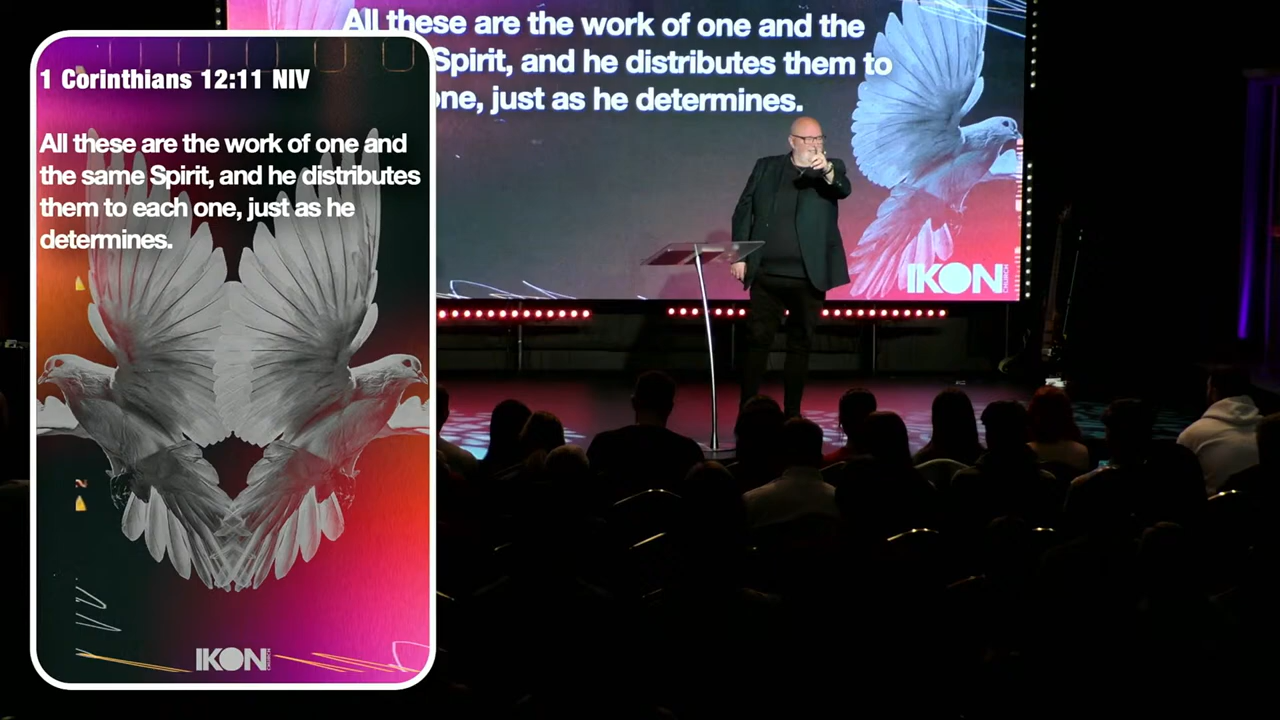 1 Corinthians 12:11 NIV
All these are the work of one and
the same Spirit, and he distributes
them to each one, just as he
determines.
IKON
CHURCH
All these are the work of one and the
Spirit, and he distributes them to
one, just as he determines.
IKON
CHURCH